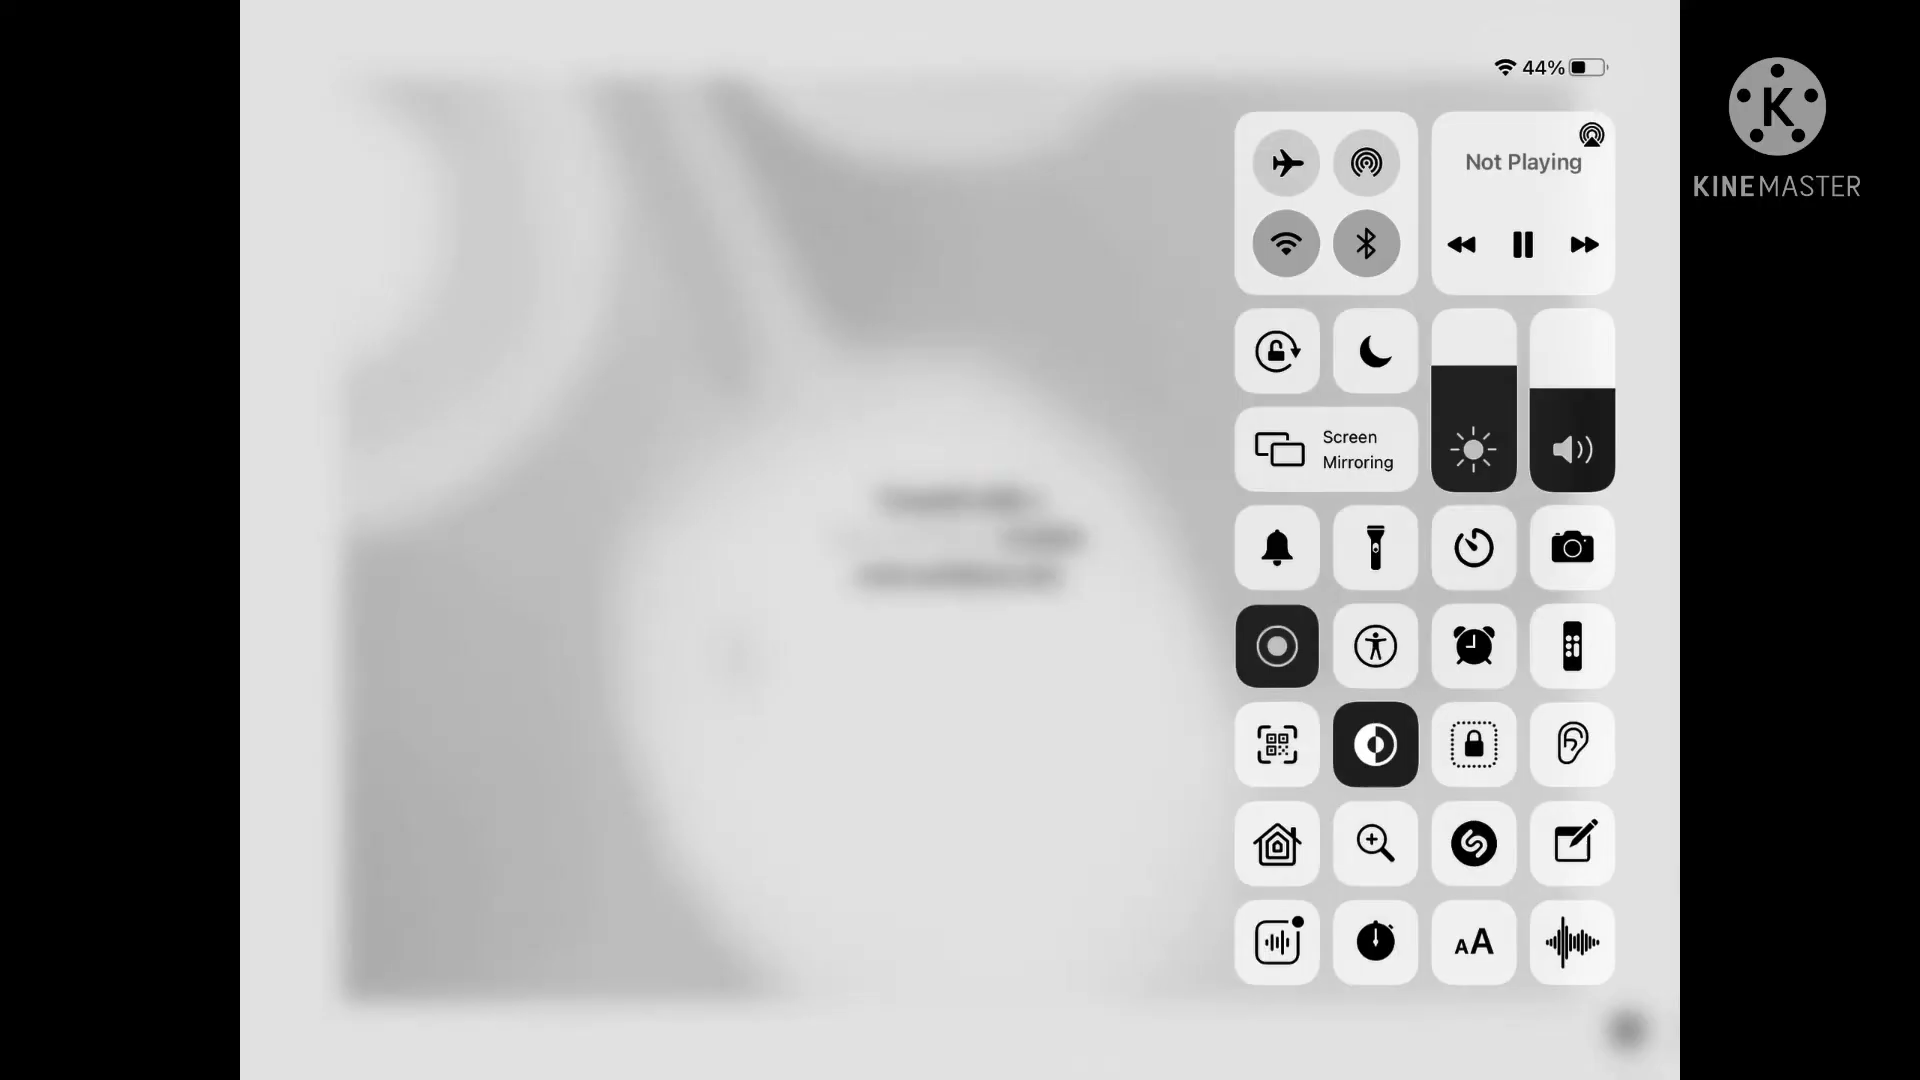 44%
Not Playing
Screen
Mirroring
AA
K
KINEMASTER